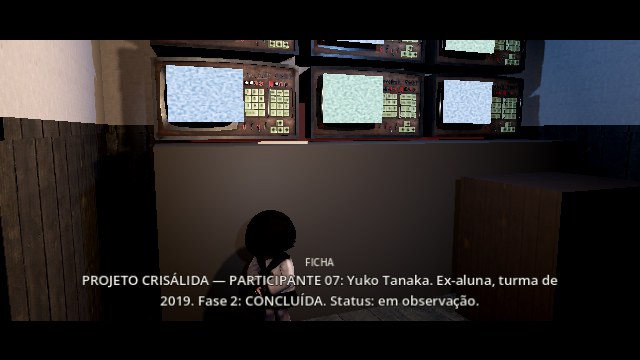 FICHA
PROJETO CRISÁLIDA — PARTICIPANTE 07: Yuko Tanaka. Ex-aluna, turma de
2019. Fase 2: CONCLUÍDA. Status: em observação.